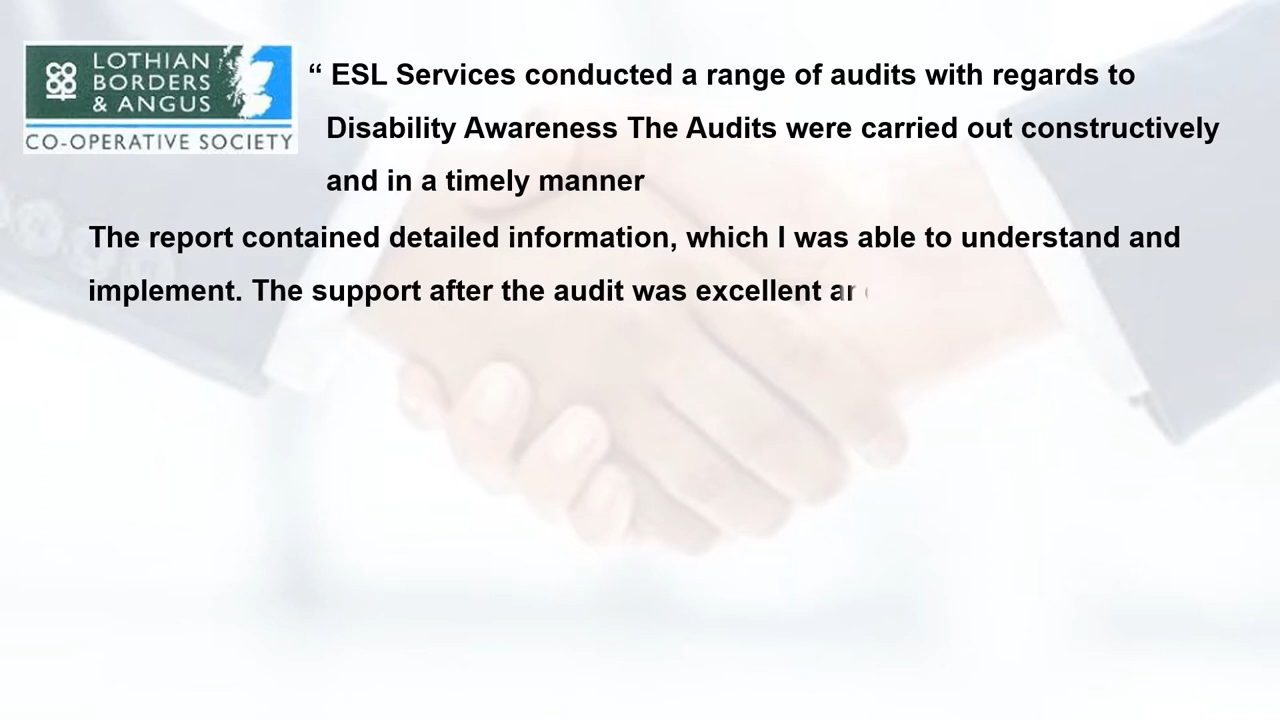 LOTHIAN
BORDERS
& ANGUS
CO-OPERATIVE SOCIETY
“ ESL Services conducted a range of audits with regards to
Disability Awareness The Audits were carried out constructively
and in a timely manner
The report contained detailed information, which I was able to understand and
implement. The support after the audit was excellent